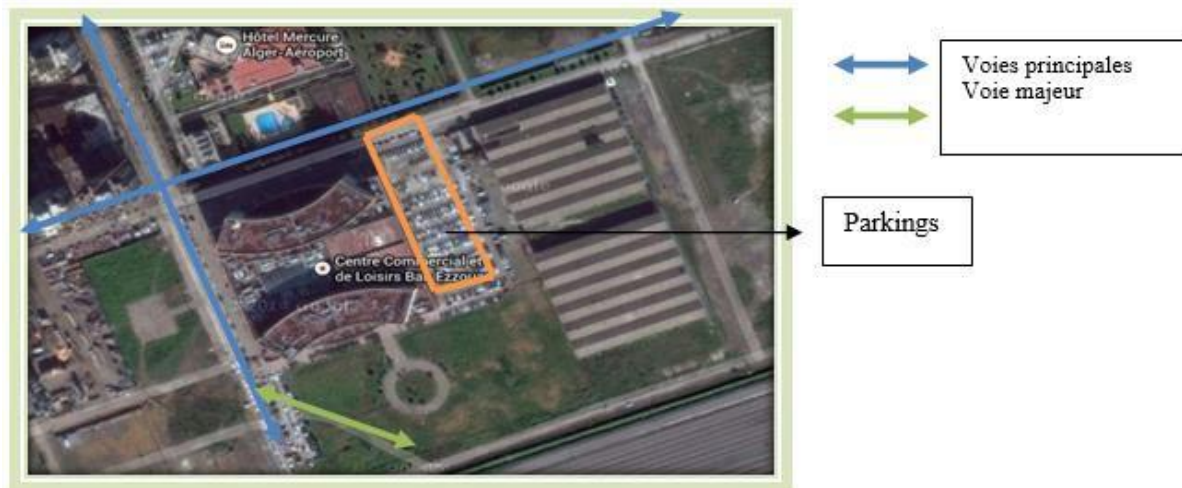 Hôtel Mercure
Alger-Aéroport
Centre Commercial et
de Loisirs Bab Ezzouar
Voies principales
Voie majeur
Parkings